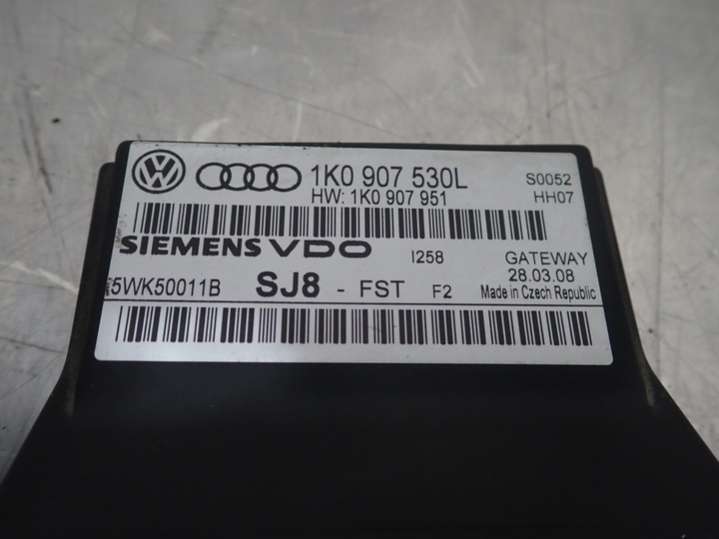 1K0 907 530L S0052
HW: 1K0 907 951 HH07
SIEMENS VDO I258 GATEWAY
28.03.08
5WK50011B SJ8 - FST F2 Made in Czech Republic